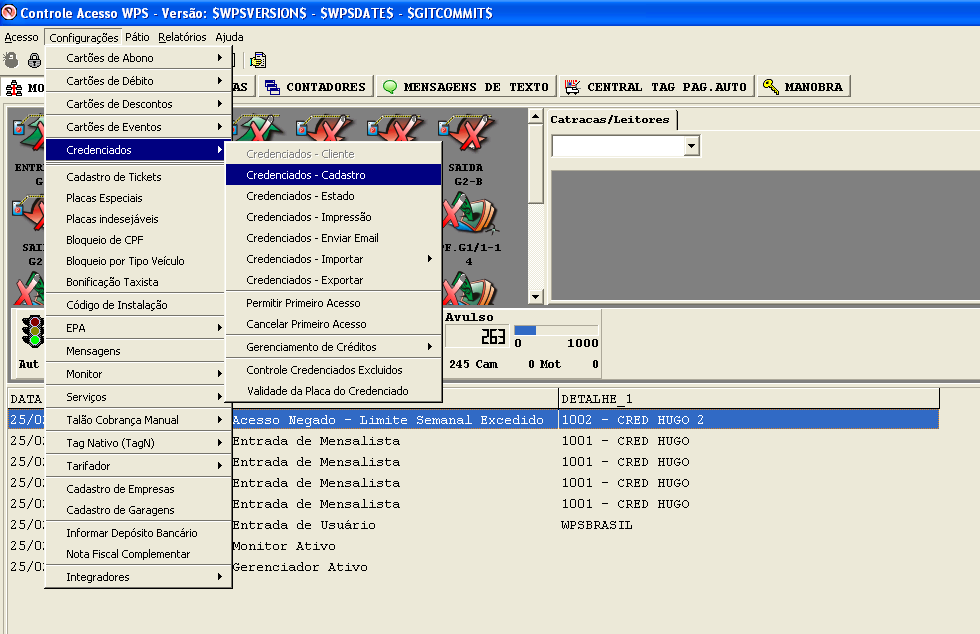 Controle Acesso WPS - Versão: $WPSVERSION$ - $WPSDATE$ - $GITCOMMIT$
Acesso Configurações Pátio Relatórios Ajuda
MO
AS
CONTADORES
MENSAGENS DE TEXTO
CENTRAL TAG PAG.AUTO
MANOBRA
Cartões de Abono
Cartões de Débito
Cartões de Descontos
Cartões de Eventos
Credenciados
Cadastro de Tickets
Placas Especiais
Placas indesejáveis
Bloqueio de CPF
Bloqueio por Tipo Veículo
Bonificação Taxista
Código de Instalação
EPA
Mensagens
Monitor
Serviços
Talão Cobrança Manual
Tag Nativo (TagN)
Tarifador
Cadastro de Empresas
Cadastro de Garagens
Informar Depósito Bancário
Nota Fiscal Complementar
Integradores
Credenciados - Cliente
Credenciados - Cadastro
Credenciados - Estado
Credenciados - Impressão
Credenciados - Enviar Email
Credenciados - Importar
Credenciados - Exportar
Permitir Primeiro Acesso
Cancelar Primeiro Acesso
Gerenciamento de Créditos
Controle Credenciados Excluidos
Validade da Placa do Credenciado
ENTR
G
SAIDA
G2-B
SAI
G2
F.G1/1-1
4
Catracas/Leitores
Aut
Avulso
263
0 1000
245 Cam 0 Mot 0
DATA DETALHE_1
25/02 Acesso Negado - Limite Semanal Excedido 1002 - CRED HUGO 2
25/02 Entrada de Mensalista 1001 - CRED HUGO
25/02 Entrada de Mensalista 1001 - CRED HUGO
25/02 Entrada de Mensalista 1001 - CRED HUGO
25/02 Entrada de Mensalista 1001 - CRED HUGO
25/02 Entrada de Usuário WPSBRASIL
25/02 Monitor Ativo
25/02 Gerenciador Ativo